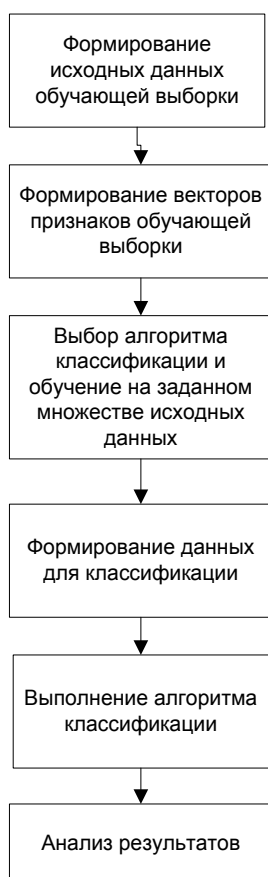 Формирование
исходных данных
обучающей выборки
Формирование векторов
признаков обучающей
выборки
Выбор алгоритма
классификации и
обучение на заданном
множестве исходных
данных
Формирование данных
для классификации
Выполнение алгоритма
классификации
Анализ результатов